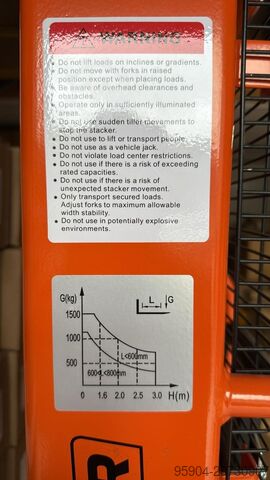 WARNING
• Do not lift loads on inclines or gradients.
• Do not move with forks in raised
position except when placing loads.
• Be aware of overhead clearances and
obstacles.
• Operate only in sufficiently illuminated
areas.
• Do not use sudden tiller movements to
stop the stacker.
• Do not use to lift or transport people.
• Do not use as a vehicle jack.
• Do not violate load center restrictions.
• Do not use if there is a risk of exceeding
rated capacities.
• Do not use if there is a risk of
unexpected stacker movement.
• Only transport secured loads.
Adjust forks to maximum allowable
width stability.
• Do not use in potentially explosive
environments.
G(kg)
L G
1500
1000
L<600mm
500
600<L<800mm
0 1.6 2.0 2.5 3.0 H(m)
R